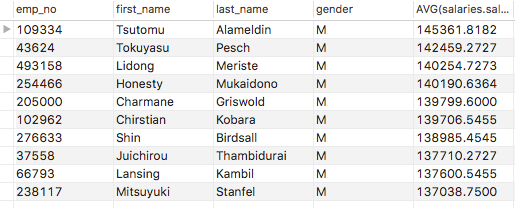 emp_no first_name last_name gender AVG(salaries.sal...
109334 Tsutomu Alameldin M 145361.8182
43624 Tokuyasu Pesch M 142459.2727
493158 Lidong Meriste M 140254.7273
254466 Honesty Mukaidono M 140190.6364
205000 Charmane Griswold M 139799.6000
102962 Chirstian Kobara M 139706.5455
276633 Shin Birdsall M 138985.4545
37558 Juichirou Thambidurai M 137710.2727
66793 Lansing Kambil M 137600.5455
238117 Mitsuyuki Stanfel M 137038.7500